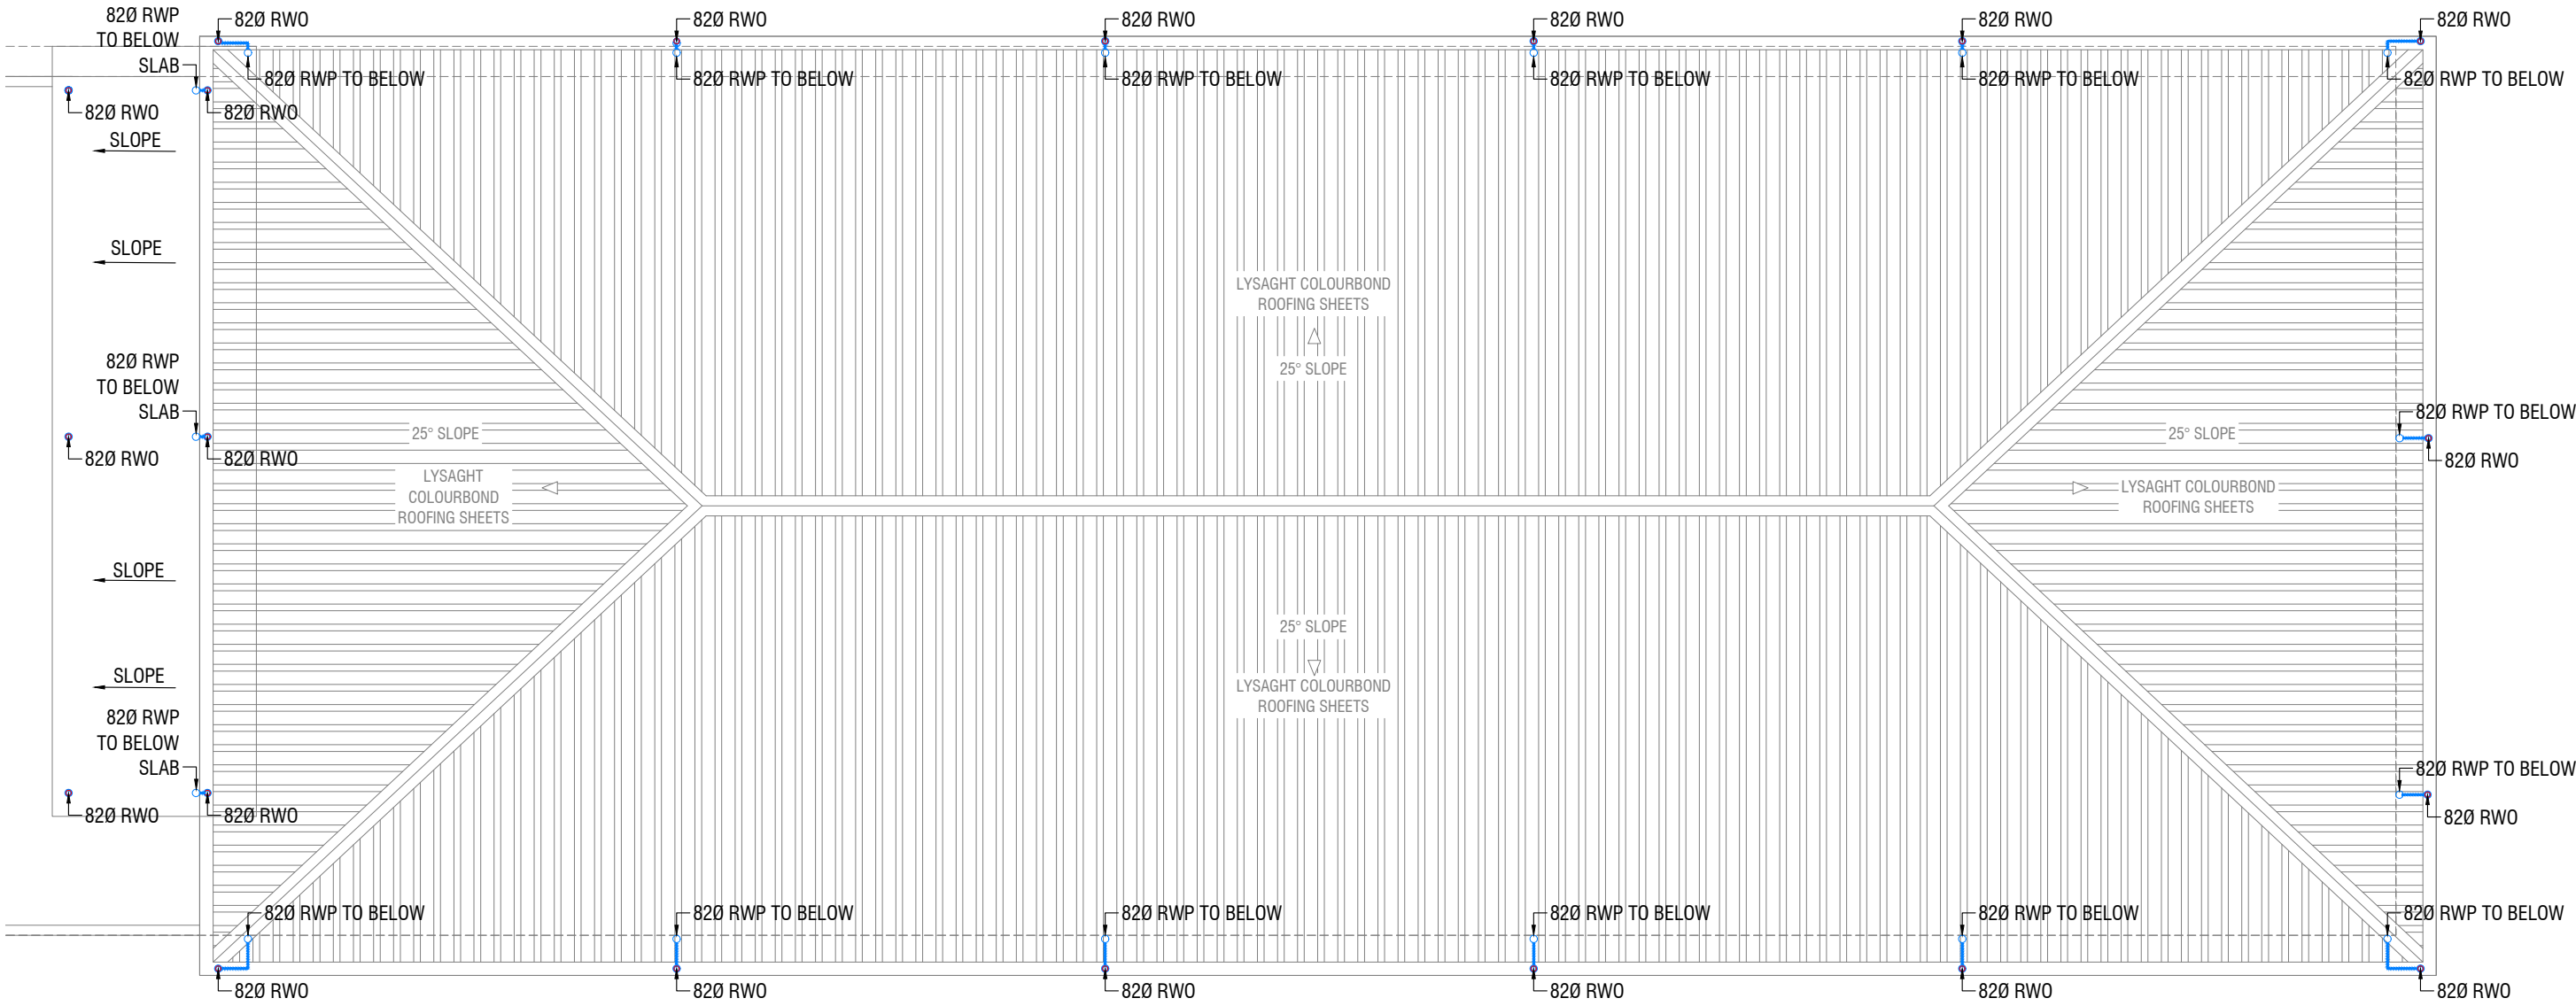 82Ø RWP
TO BELOW
SLAB
82Ø RWO
82Ø RWO
82Ø RWO
82Ø RWO
82Ø RWO
82Ø RWO
82Ø RWP TO BELOW
82Ø RWP TO BELOW
82Ø RWP TO BELOW
82Ø RWP TO BELOW
82Ø RWP TO BELOW
82Ø RWP TO BELOW
82Ø RWO
82Ø RWO
SLOPE
SLOPE
LYSAGHT COLOURBOND
ROOFING SHEETS
25° SLOPE
82Ø RWP
TO BELOW
SLAB
82Ø RWO
82Ø RWO
25° SLOPE
LYSAGHT
COLOURBOND
ROOFING SHEETS
82Ø RWP TO BELOW
25° SLOPE
82Ø RWO
LYSAGHT COLOURBOND
ROOFING SHEETS
SLOPE
25° SLOPE
SLOPE
LYSAGHT COLOURBOND
ROOFING SHEETS
82Ø RWP
TO BELOW
SLAB
82Ø RWO
82Ø RWO
82Ø RWP TO BELOW
82Ø RWO
82Ø RWP TO BELOW
82Ø RWP TO BELOW
82Ø RWP TO BELOW
82Ø RWP TO BELOW
82Ø RWP TO BELOW
82Ø RWP TO BELOW
82Ø RWO
82Ø RWO
82Ø RWO
82Ø RWO
82Ø RWO
82Ø RWO